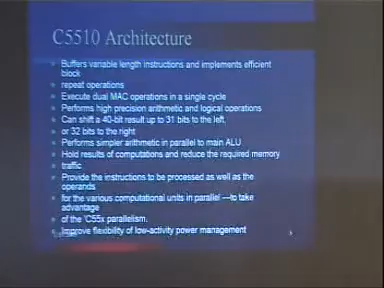 C5510 Architecture
Buffers variable length instructions and implements efficient
block
repeat operations
Execute dual MAC operations in a single cycle
Performs high precision arithmetic and logical operations
Can shift a 40-bit result up to 31 bits to the left,
or 32 bits to the right
Performs simpler arithmetic in parallel to main ALU
Hold results of computations and reduce the required memory
traffic
Provide the instructions to be processed as well as the
operands
for the various computational units in parallel —to take
advantage
of the 'C55x parallelism.
Improve flexibility of low-activity power management